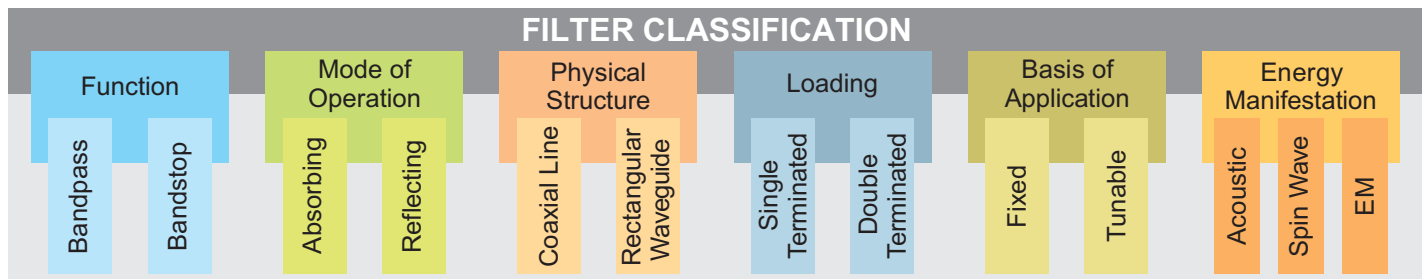 FILTER CLASSIFICATION
Function
Bandpass
Bandstop
Mode of
Operation
Absorbing
Reflecting
Physical
Structure
Coaxial Line
Rectangular
Waveguide
Loading
Single
Terminated
Double
Terminated
Basis of
Application
Fixed
Tunable
Energy
Manifestation
Acoustic
Spin Wave
EM